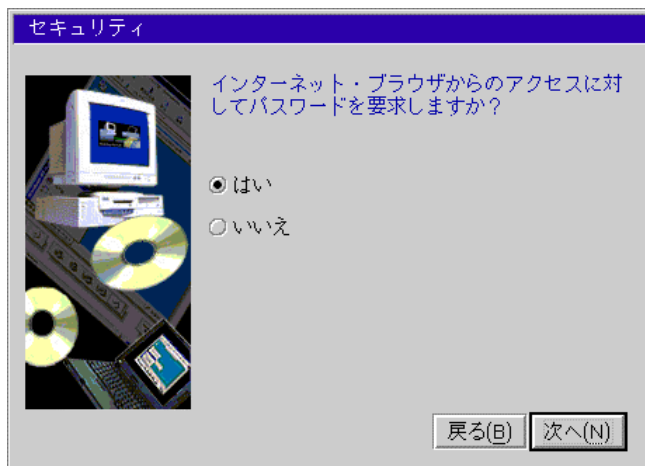 セキュリティ
インターネット・ブラウザからのアクセスに対
してパスワードを要求しますか？
はい
いいえ
戻る(B) 次へ(N)